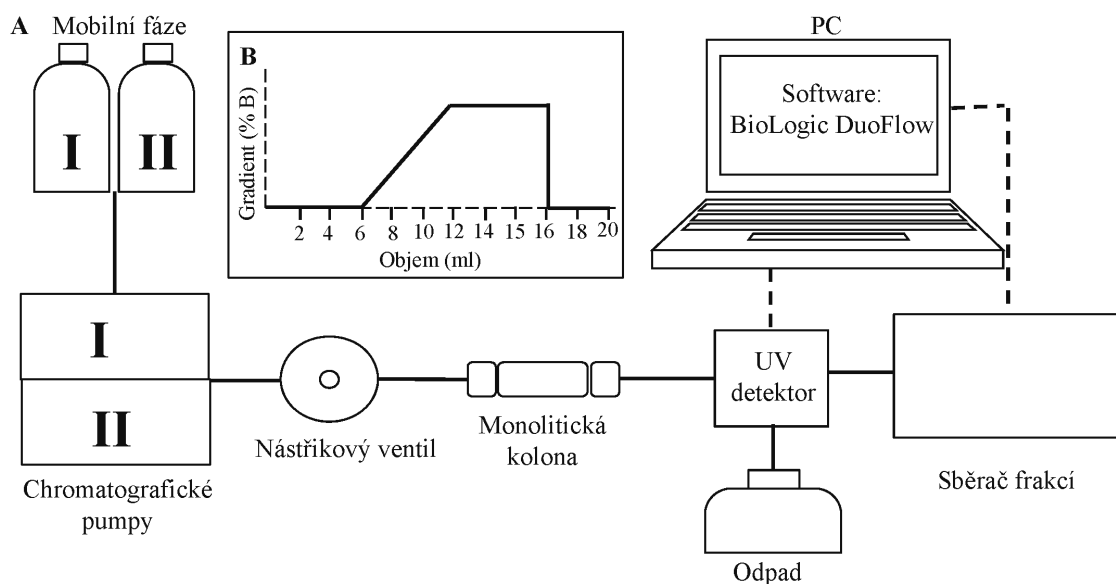 A
Mobilní fáze
I
II
B
Gradient (% B)
2 4 6 8 10 12 14 15 16 18 20
Objem (ml)
PC
Software:
BioLogic DuoFlow
I
II
Chromatografické
pumpy
Nástřikový ventil
Monolitická
kolona
UV
detektor
Odpad
Sběrač frakcí